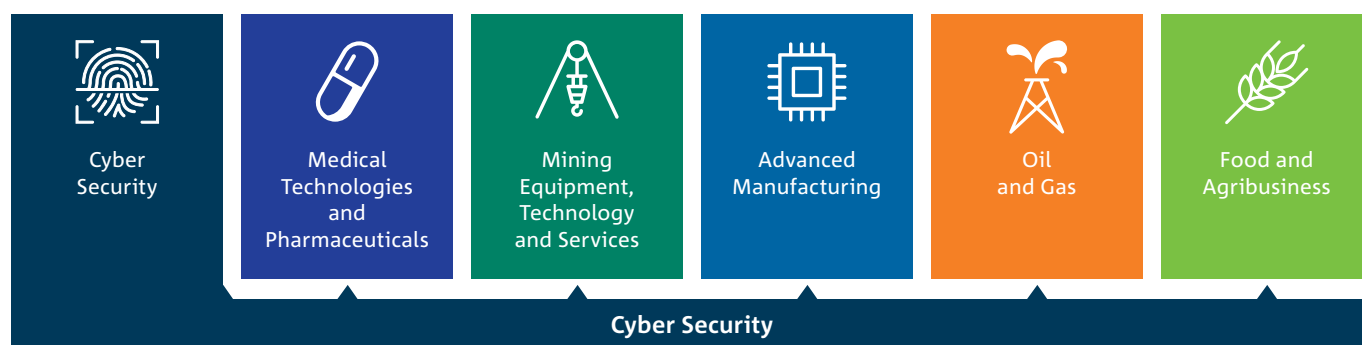 Cyber
Security
Medical
Technologies
and
Pharmaceuticals
Mining
Equipment,
Technology
and Services
Advanced
Manufacturing
Oil
and Gas
Food and
Agribusiness
Cyber Security